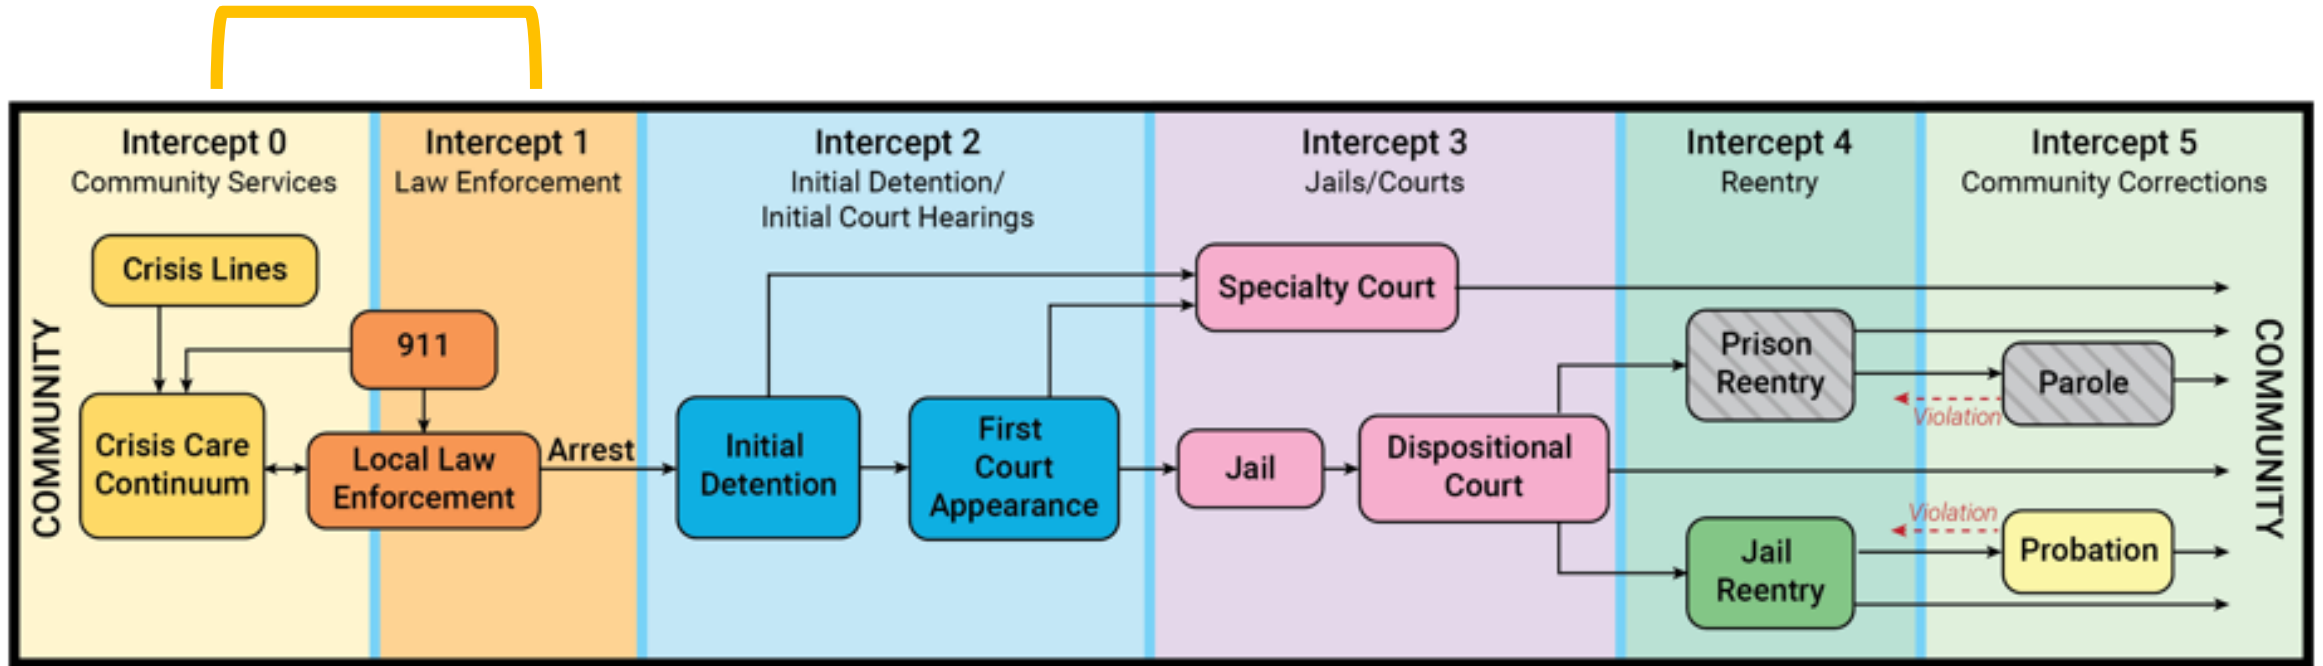 Intercept 0
Community Services
Intercept 1
Law Enforcement
Intercept 2
Initial Detention/
Initial Court Hearings
Intercept 3
Jails/Courts
Intercept 4
Reentry
Intercept 5
Community Corrections
COMMUNITY
Crisis Lines
911
Crisis Care
Continuum
Local Law
Enforcement
Arrest
Initial
Detention
First
Court
Appearance
Specialty Court
Jail
Dispositional
Court
Prison
Reentry
Parole
Violation
Jail
Reentry
Violation
Probation
COMMUNITY